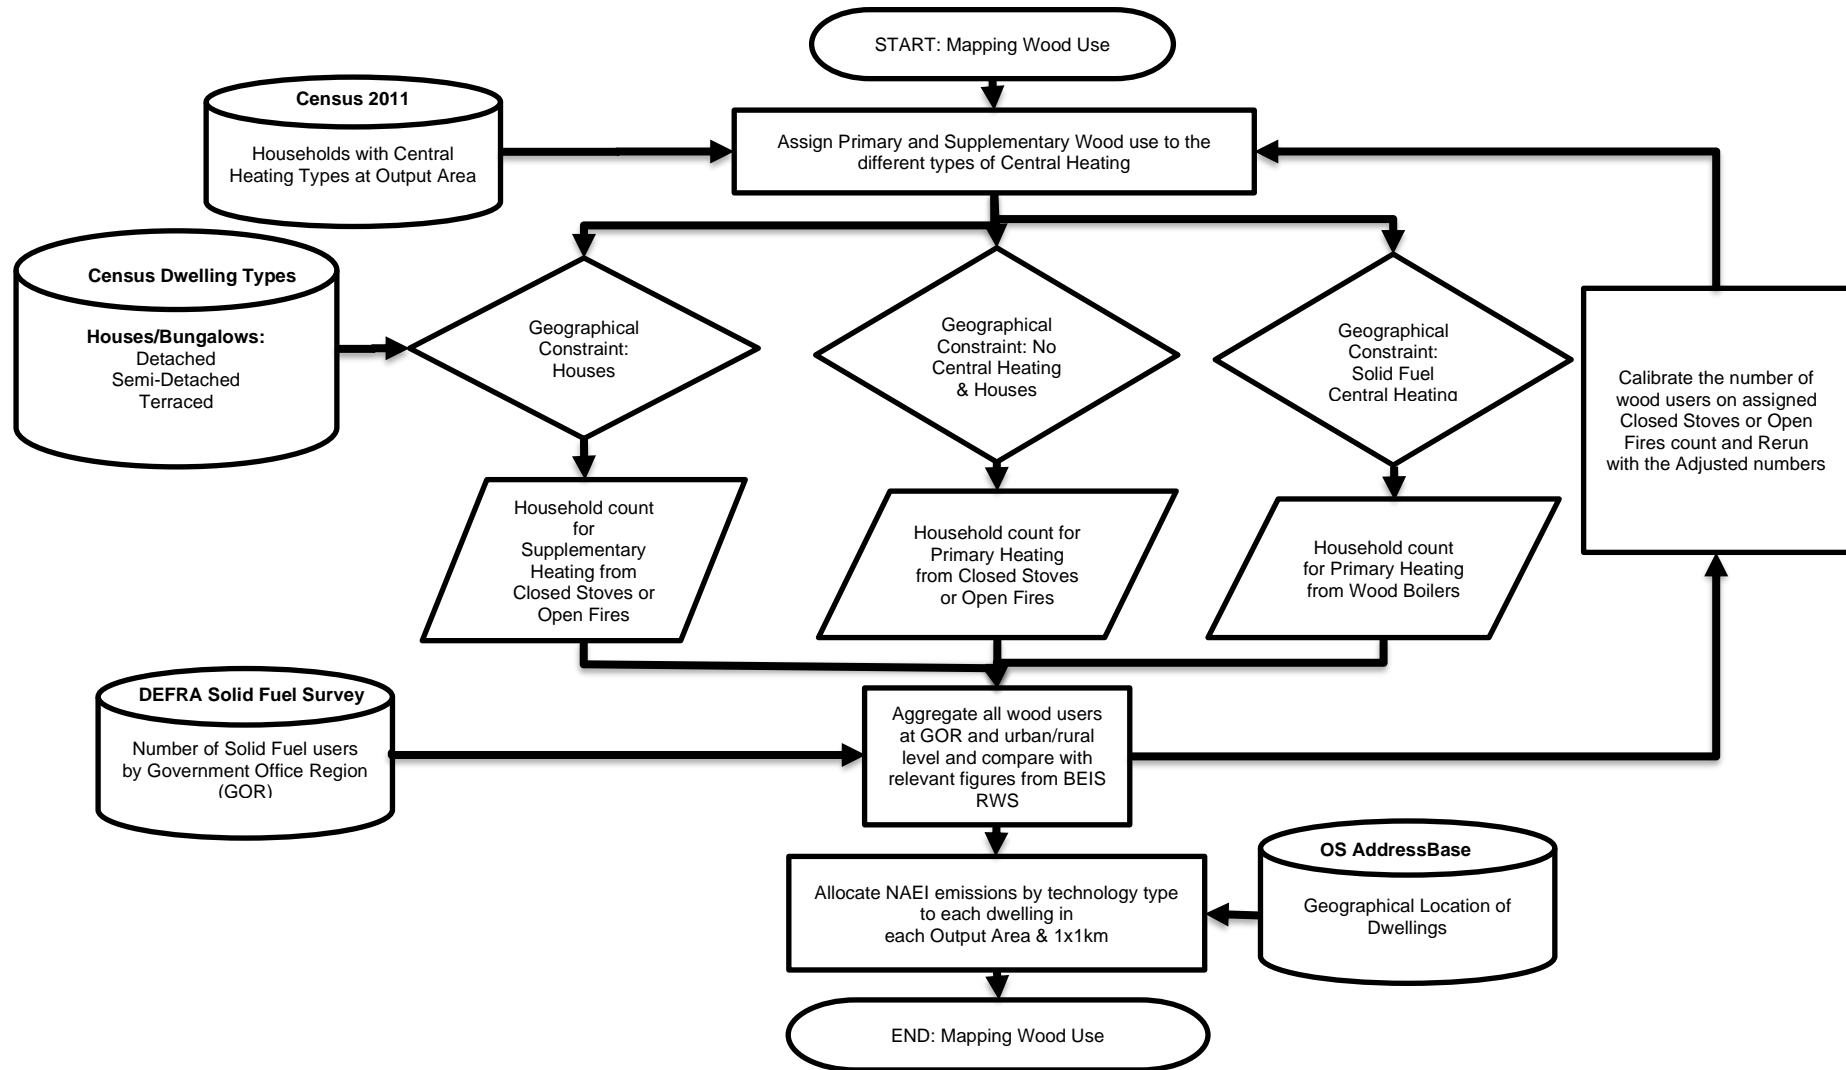 START: Mapping Wood Use
Census 2011
Households with Central
Heating Types at Output Area
Assign Primary and Supplementary Wood use to the
different types of Central Heating
Census Dwelling Types
Houses/Bungalows:
Detached
Semi-Detached
Terraced
Geographical
Constraint:
Houses
Geographical
Constraint: No
Central Heating
& Houses
Geographical
Constraint:
Solid Fuel
Central Heating
Calibrate the number of
wood users on assigned
Closed Stoves or Open
Fires count and Rerun
with the Adjusted numbers
Household count
for
Supplementary
Heating from
Closed Stoves or
Open Fires
Household count for
Primary Heating
from Closed Stoves
or Open Fires
Household count
for Primary Heating
from Wood Boilers
DEFRA Solid Fuel Survey
Number of Solid Fuel users
by Government Office Region
(GOR)
Aggregate all wood users
at GOR and urban/rural
level and compare with
relevant figures from BEIS
RWS
OS AddressBase
Geographical Location of
Dwellings
Allocate NAEI emissions by technology type
to each dwelling in
each Output Area & 1x1km
END: Mapping Wood Use